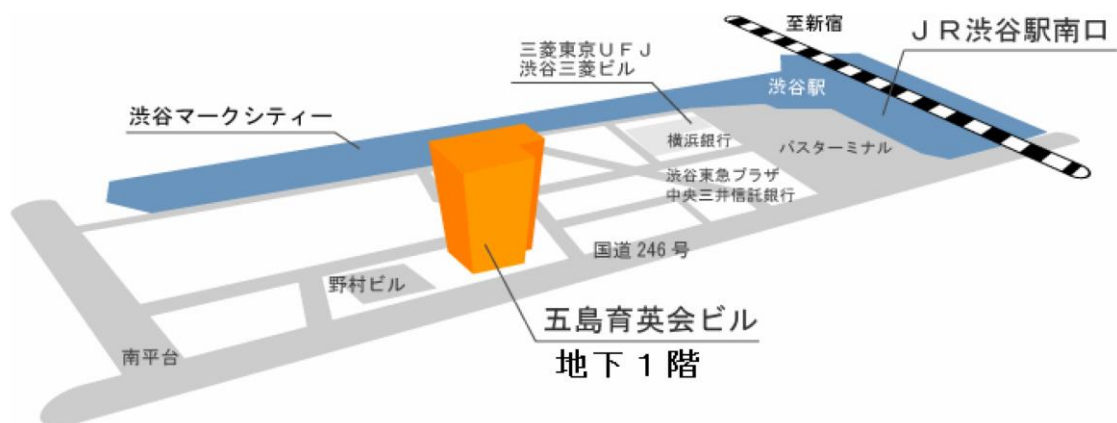 至新宿
ＪＲ渋谷駅南口
三菱東京ＵＦＪ
渋谷三菱ビル
渋谷駅
渋谷マークシティー
横浜銀行
バスターミナル
渋谷東急プラザ
中央三井信託銀行
国道246号
野村ビル
五島育英会ビル
地下１階
南平台